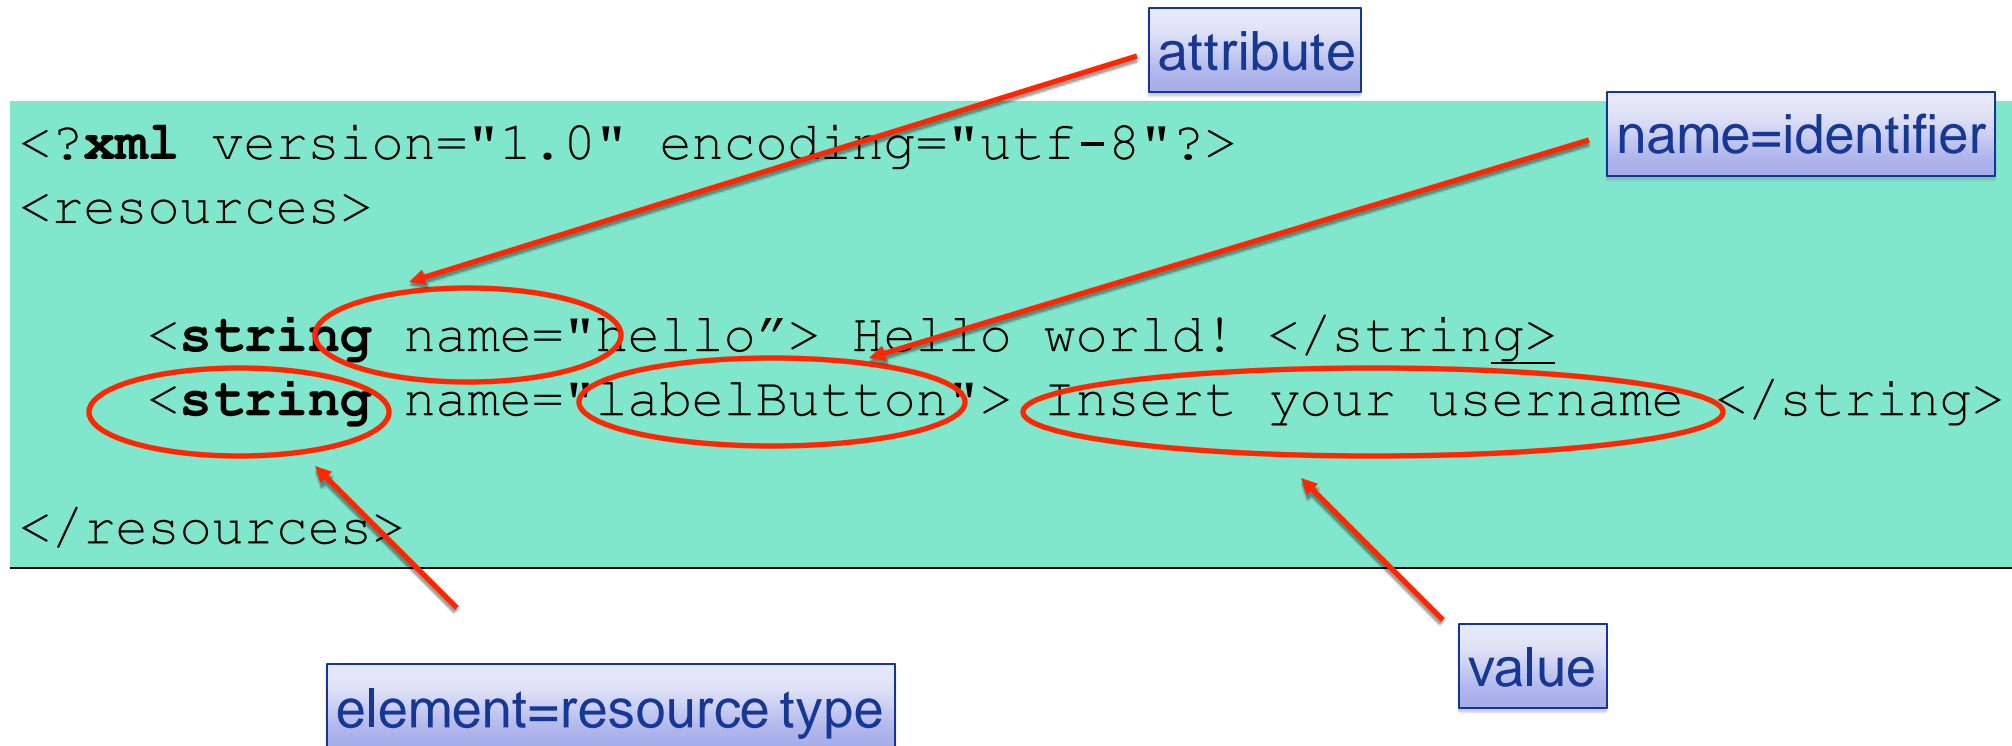 attribute
name=identifier
<?xml version="1.0" encoding="utf-8"?>
<resources>
<string name="hello”> Hello world! </string>
<string name="labelButton"> Insert your username </string>
</resources>
value
element=resource type